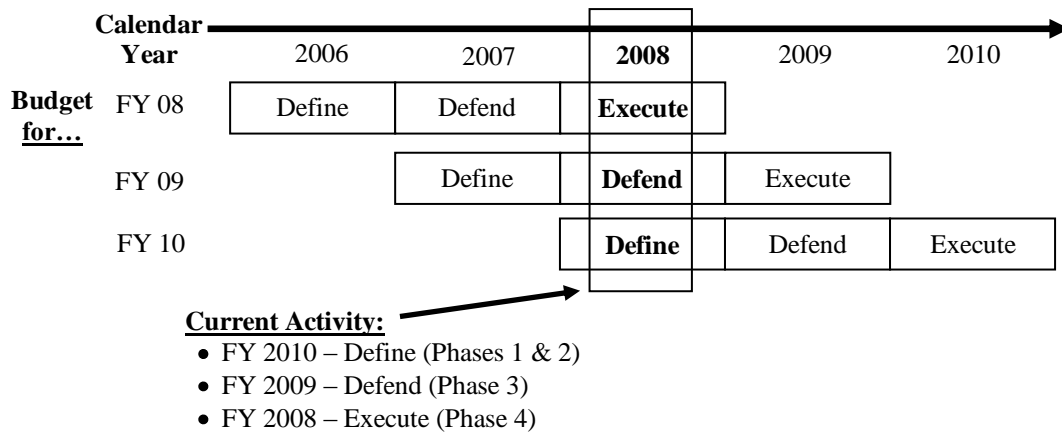 Calendar
Year 2006 2007 2008 2009 2010
Budget
for…
FY 08 Define Defend Execute
FY 09 Define Defend Execute
FY 10 Define Defend Execute
Current Activity:
• FY 2010 – Define (Phases 1 & 2)
• FY 2009 – Defend (Phase 3)
• FY 2008 – Execute (Phase 4)